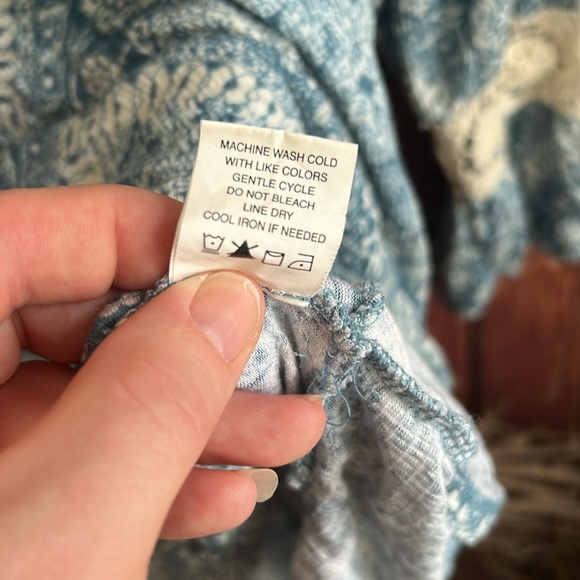 MACHINE WASH COLD
WITH LIKE COLORS
GENTLE CYCLE
DO NOT BLEACH
LINE DRY
COOL IRON IF NEEDED